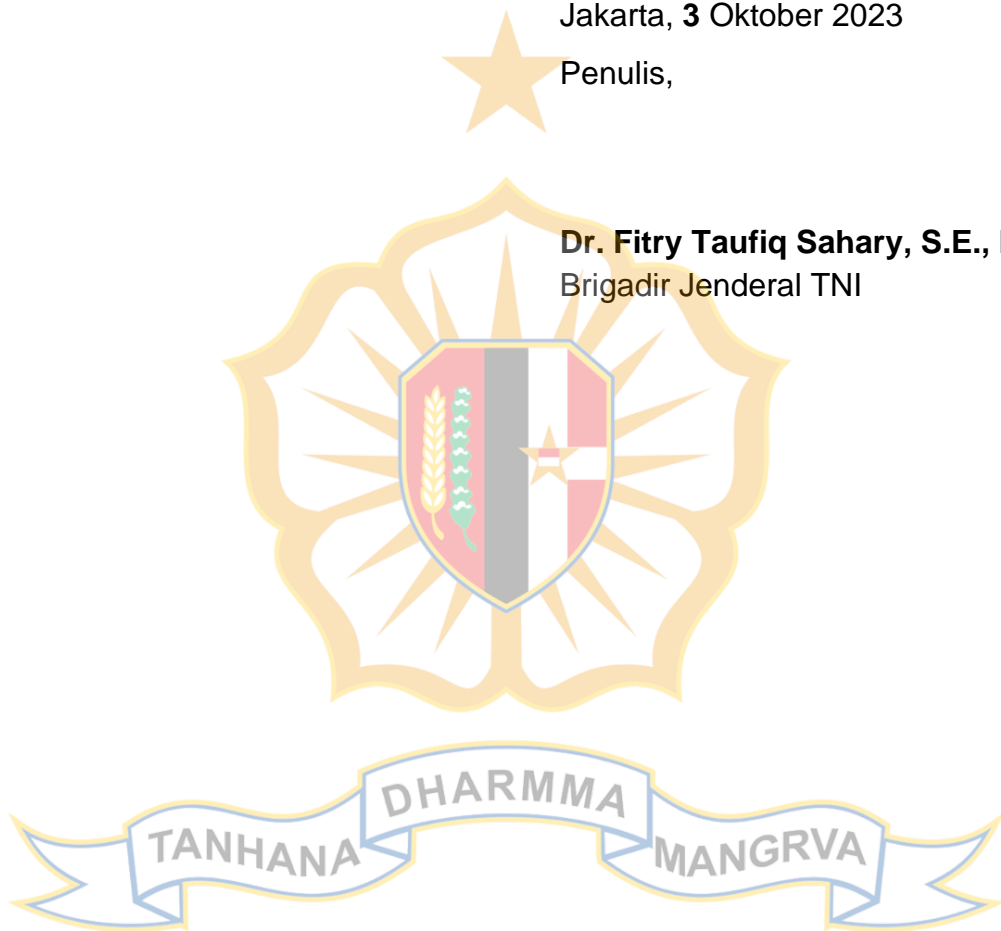 Jakarta, 3 Oktober 2023
Penulis,
Dr. Fitry Taufiq Sahary, S.E.,
Brigadir Jenderal TNI
TANHANA DHARMMA MANGRVA